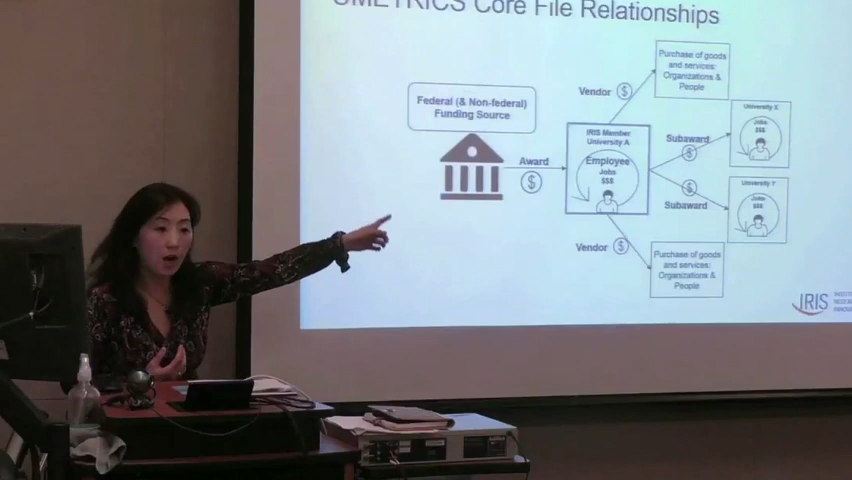 UMETRICS Core File Relationships
Purchase of goods
and services:
Organizations &
People
Vendor
$
Federal (& Non-federal)
Funding Source
University X
Jobs
$$$
IRIS Member
University A
Employee
Jobs
$$$
Award
$
Subaward
$
University Y
Jobs
$$$
$
Subaward
Vendor
$
Purchase of goods
and services:
Organizations &
People
IRIS